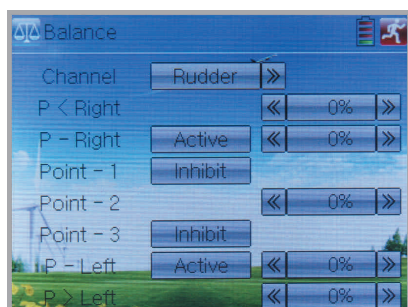 Balance
Channel Rudder
P < Right 0%
P - Right Active 0%
Point - 1 Inhibit
Point - 2 0%
Point - 3 Inhibit
P - Left Active 0%
P > Left 0%